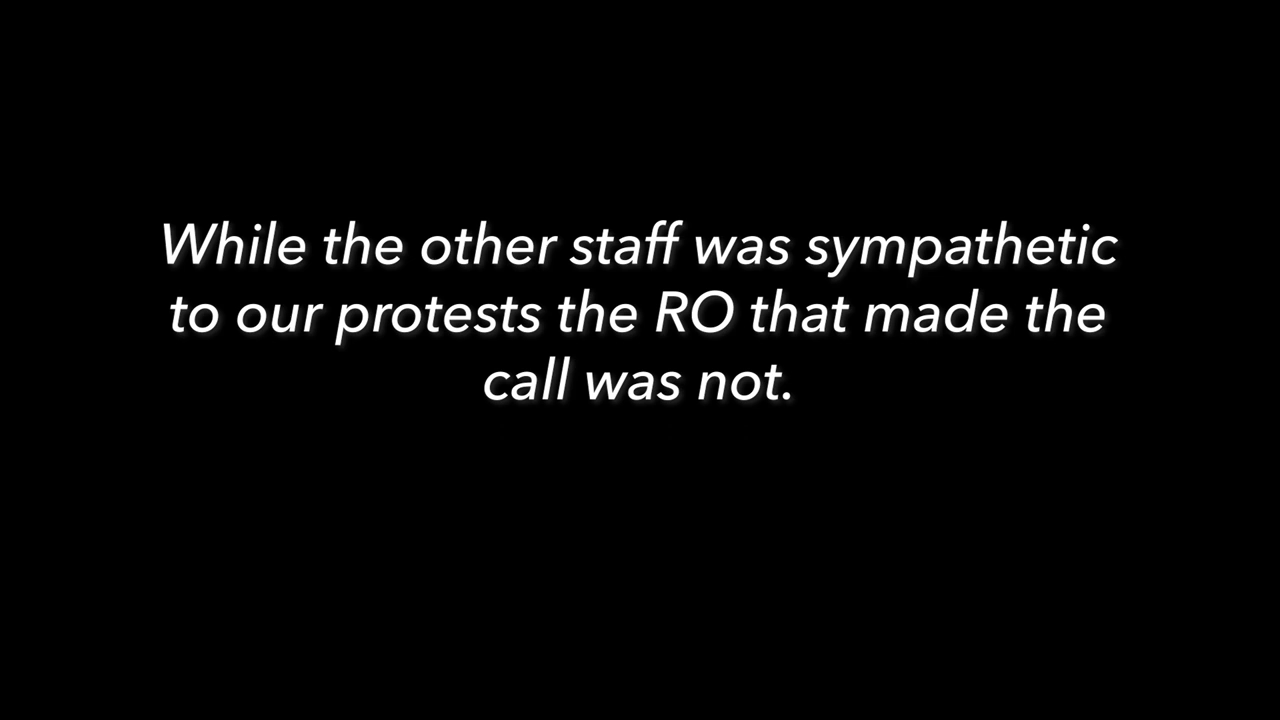 While the other staff was sympathetic
to our protests the RO that made the
call was not.